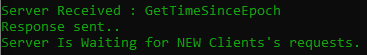 Server Received : GetTimeSinceEpoch
Response sent..
Server Is Waiting for NEW Clients's requests.